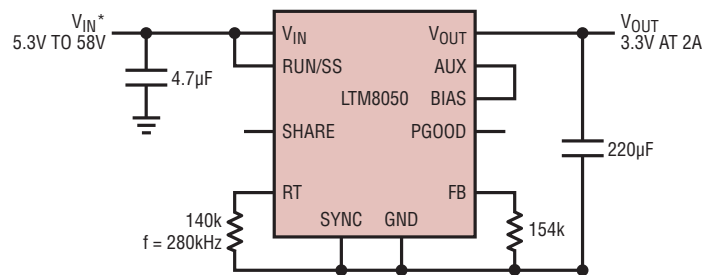 VIN*
5.3V TO 58V
4.7µF
VIN
RUN/SS
SHARE
RT
SYNC
GND
LTM8050
VOUT
AUX
BIAS
PGOOD
FB
VOUT
3.3V AT 2A
220µF
140k
f = 280kHz
154k